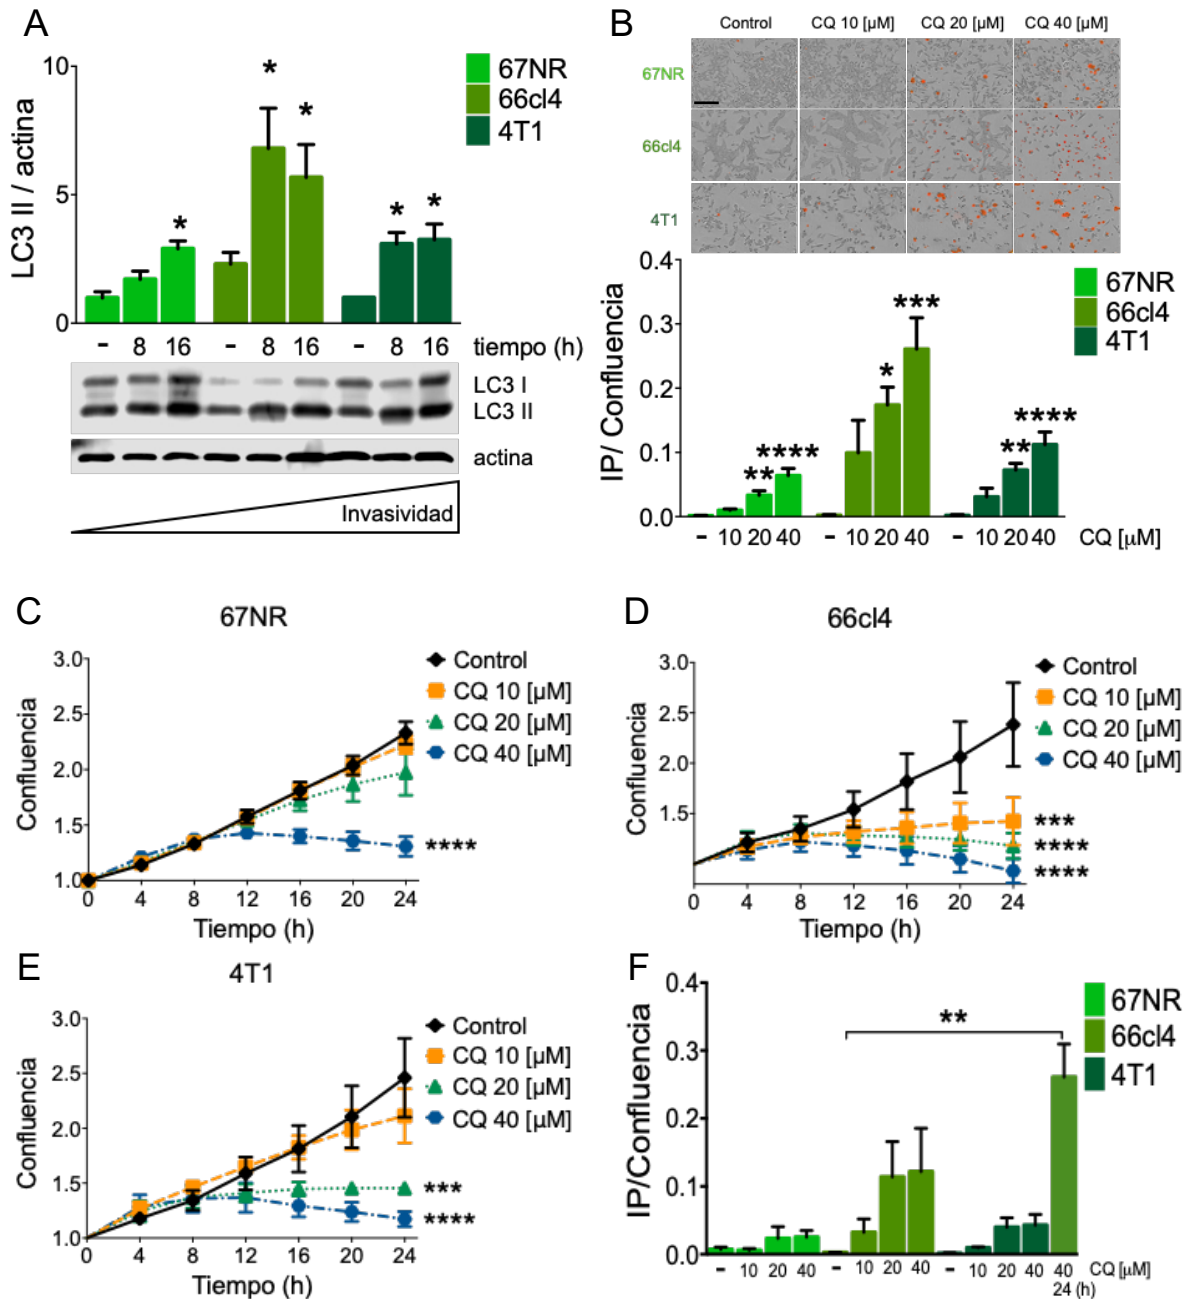 A
10
5
0
LC3 II / actina
67NR
66cl4
4T1
*
*
*
*
*
*
- 8 16 - 8 16 - 8 16 tiempo (h)
LC3 I
LC3 II
actina
Invasividad
B
Control CQ 10 [µM] CQ 20 [µM] CQ 40 [µM]
67NR
66cl4
4T1
0.4
0.3
0.2
0.1
0.0
IP/ Confluencia
67NR
66cl4
4T1
**
****
*
***
**
****
- 10 20 40 - 10 20 40 - 10 20 40 CQ [µM]
C
67NR
3.0
2.5
2.0
1.5
1.0
Confluencia
Control
CQ 10 [µM]
CQ 20 [µM]
CQ 40 [µM]
****
0 4 8 12 16 20 24
Tiempo (h)
D
66cl4
3.0
2.5
2.0
1.5
Confluencia
Control
CQ 10 [µM]
CQ 20 [µM]
CQ 40 [µM]
***
****
****
0 4 8 12 16 20 24
Tiempo (h)
E
4T1
3.0
2.5
2.0
1.5
1.0
Confluencia
Control
CQ 10 [µM]
CQ 20 [µM]
CQ 40 [µM]
***
****
0 4 8 12 16 20 24
Tiempo (h)
F
0.4
0.3
0.2
0.1
0.0
IP/Confluencia
67NR
66cl4
4T1
**
- 10 20 40 - 10 20 40 - 10 20 40 40 CQ [µM]
24 (h)